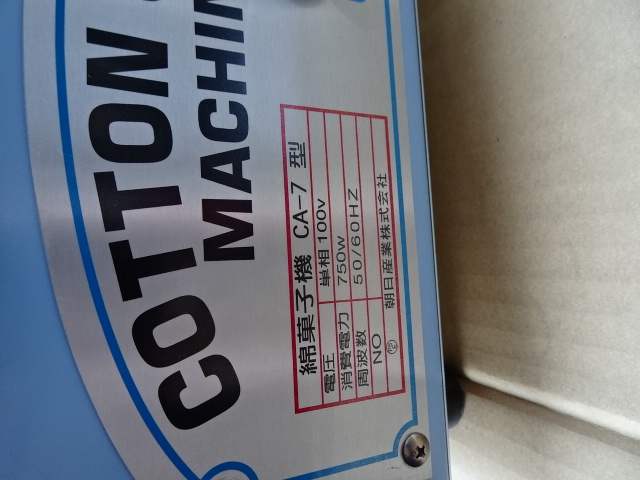 COTTON
MACHIN
綿菓子機 CA-7 型
電圧 単相100v
消費電力 750W
周波数 50/60HZ
NO
朝日産業株式会社